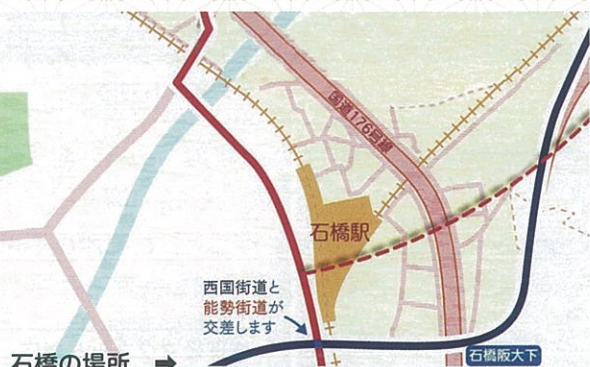 国道176号線
石橋駅
西国街道と
能勢街道が
交差します
石橋阪大下
石橋の場所 ➡